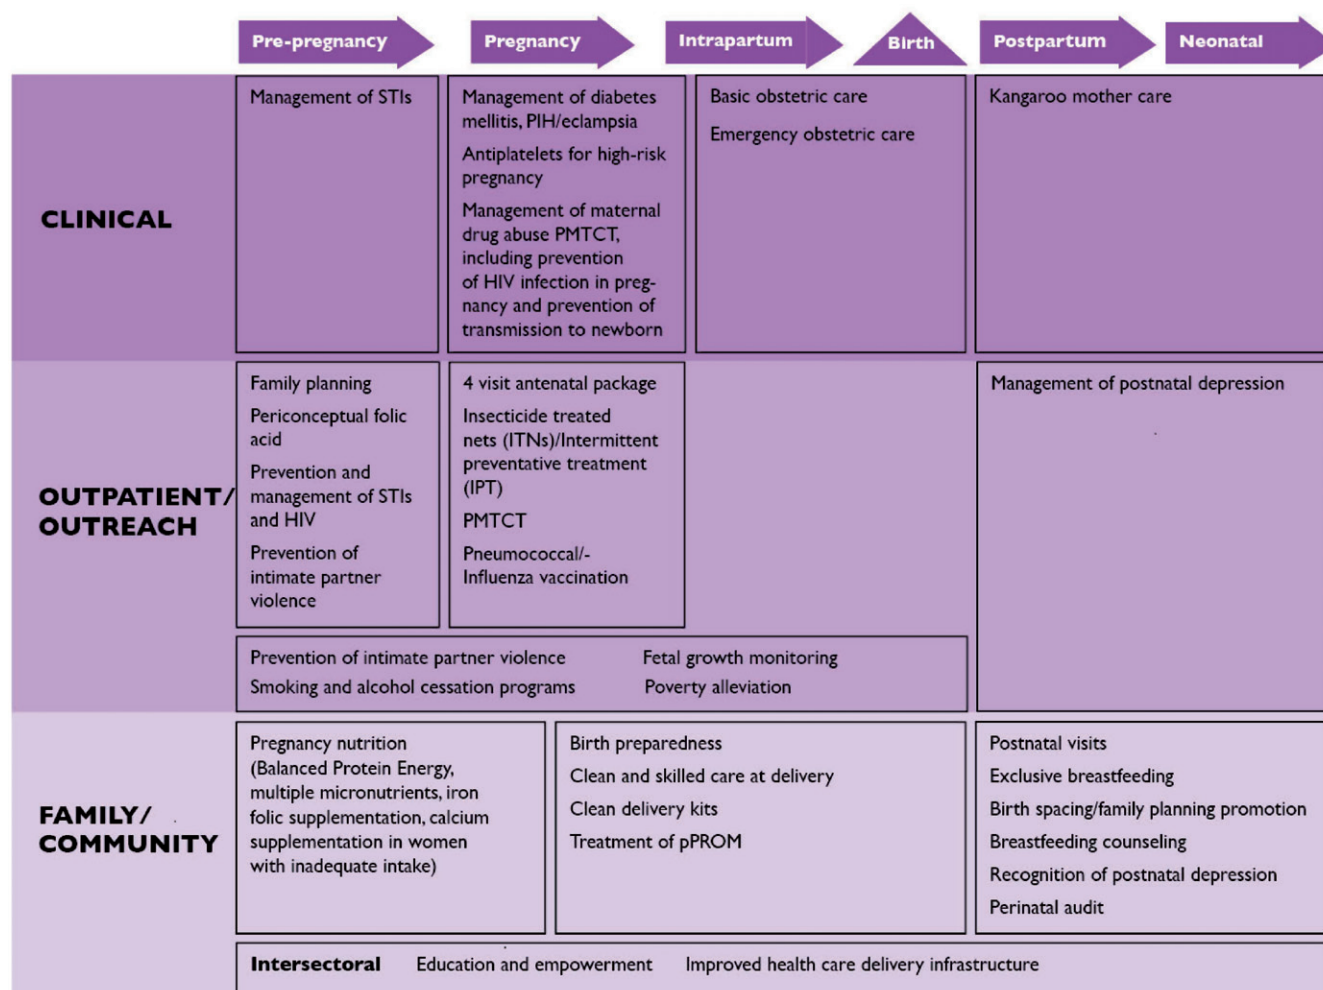 Pre-pregnancy
Pregnancy
Intrapartum
Birth
Postpartum
Neonatal
CLINICAL
Management of STIs
Management of diabetes
mellitis, PIH/eclampsia
Antiplatelets for high-risk
pregnancy
Management of maternal
drug abuse PMTCT,
including prevention
of HIV infection in preg-
nancy and prevention of
transmission to newborn
Basic obstetric care
Emergency obstetric care
Kangaroo mother care
OUTPATIENT/
OUTREACH
Family planning
Periconceptual folic
acid
Prevention and
management of STIs
and HIV
Prevention of
intimate partner
violence
4 visit antenatal package
Insecticide treated
nets (ITNs)/Intermittent
preventative treatment
(IPT)
PMTCT
Pneumococcal/-
Influenza vaccination
Management of postnatal depression
Prevention of intimate partner violence
Fetal growth monitoring
Smoking and alcohol cessation programs
Poverty alleviation
FAMILY/
COMMUNITY
Pregnancy nutrition
(Balanced Protein Energy,
multiple micronutrients, iron
folic supplementation, calcium
supplementation in women
with inadequate intake)
Birth preparedness
Clean and skilled care at delivery
Clean delivery kits
Treatment of pPROM
Postnatal visits
Exclusive breastfeeding
Birth spacing/family planning promotion
Breastfeeding counseling
Recognition of postnatal depression
Perinatal audit
Intersectoral
Education and empowerment
Improved health care delivery infrastructure